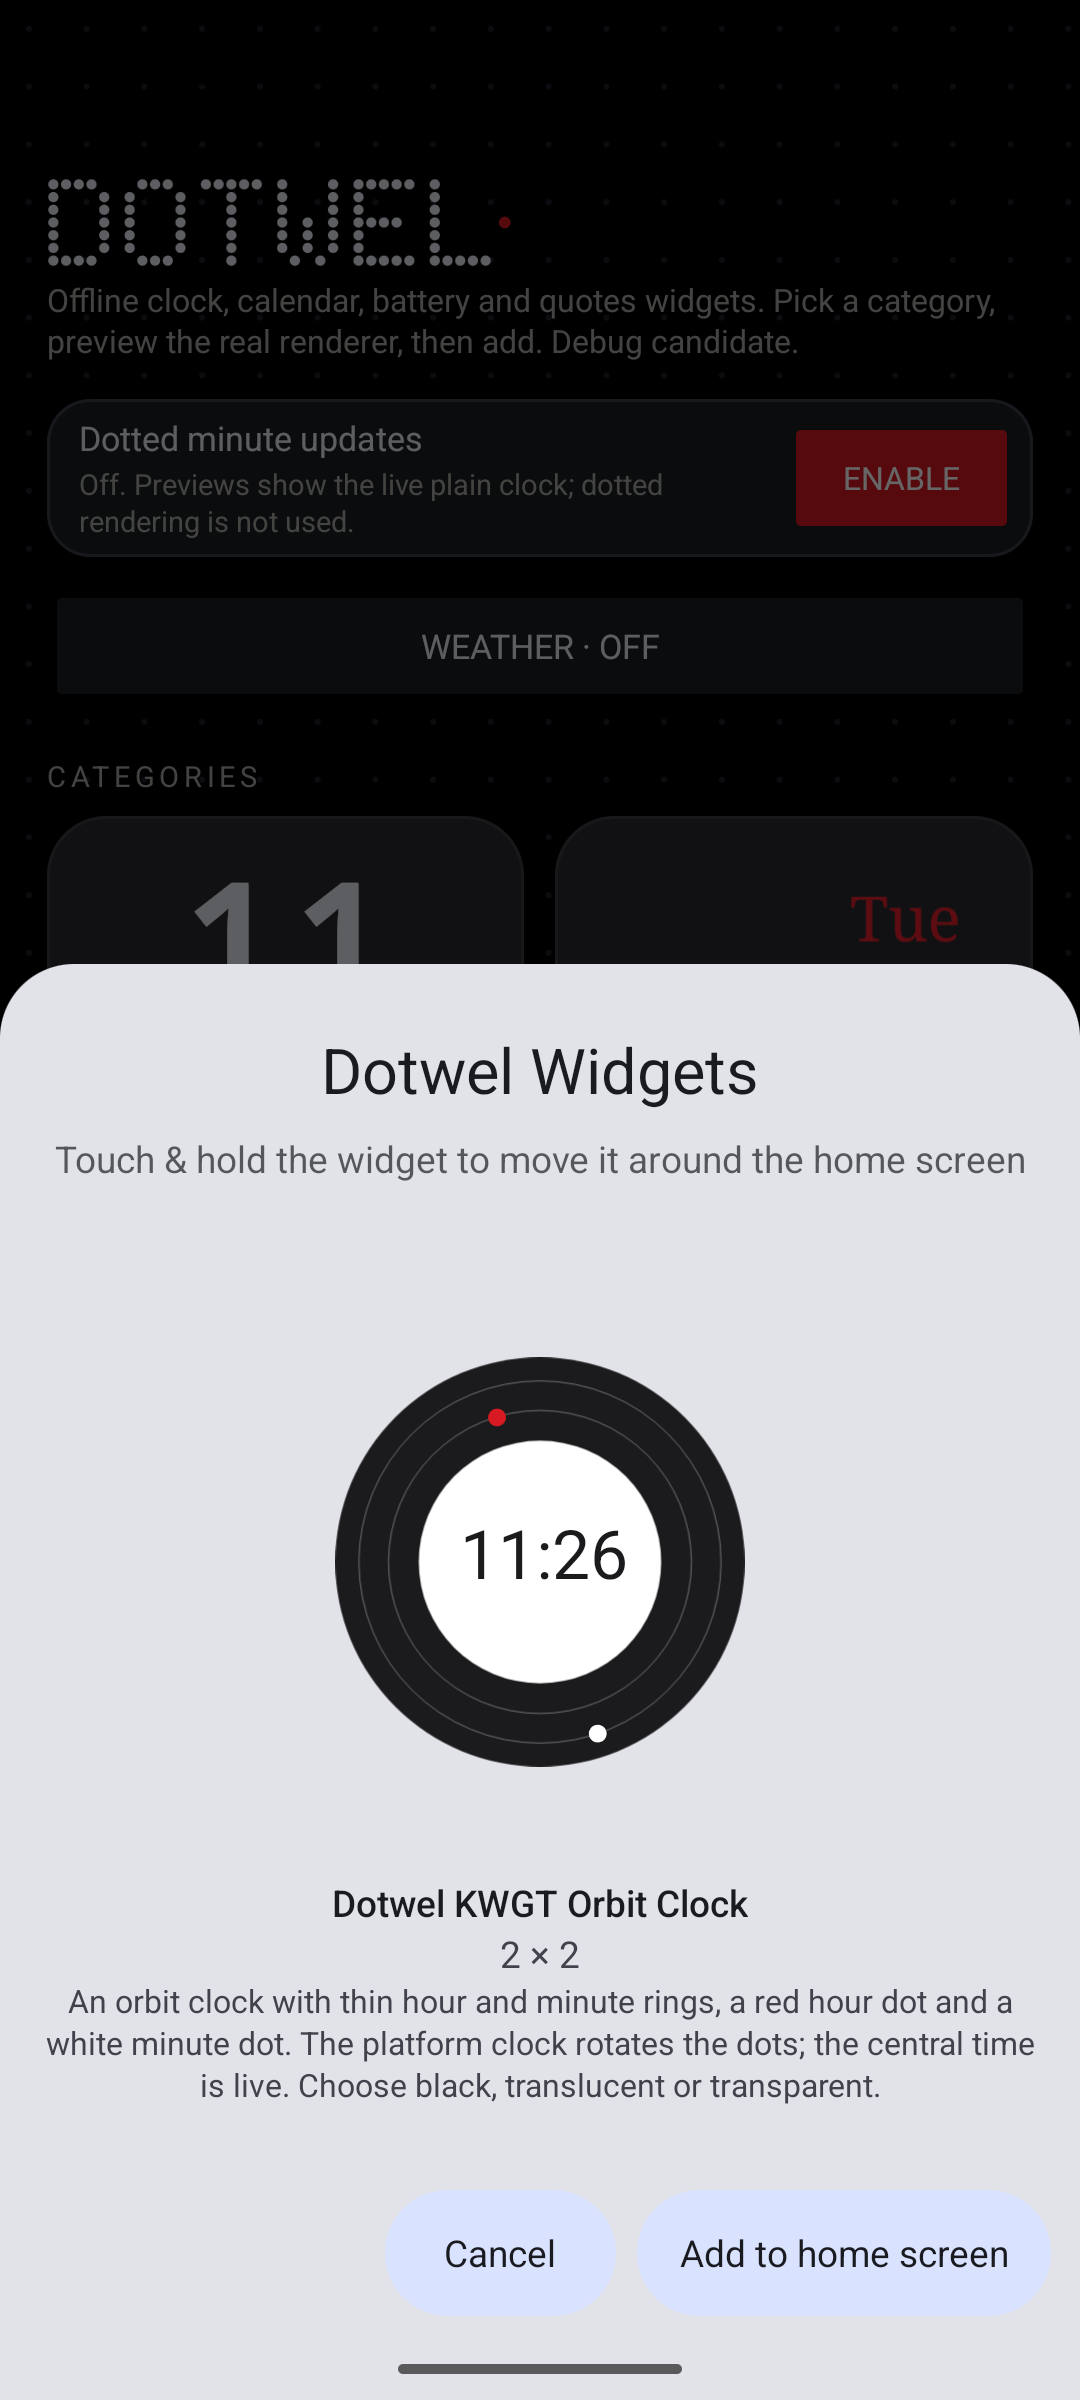 DOTWEL
Offline clock, calendar, battery and quotes widgets. Pick a category,
preview the real renderer, then add. Debug candidate.
Dotted minute updates
Off. Previews show the live plain clock; dotted
rendering is not used.
ENABLE
WEATHER · OFF
CATEGORIES
11
Tue
Dotwel Widgets
Touch & hold the widget to move it around the home screen
11:26
Dotwel KWGT Orbit Clock
2 × 2
An orbit clock with thin hour and minute rings, a red hour dot and a
white minute dot. The platform clock rotates the dots; the central time
is live. Choose black, translucent or transparent.
Cancel
Add to home screen